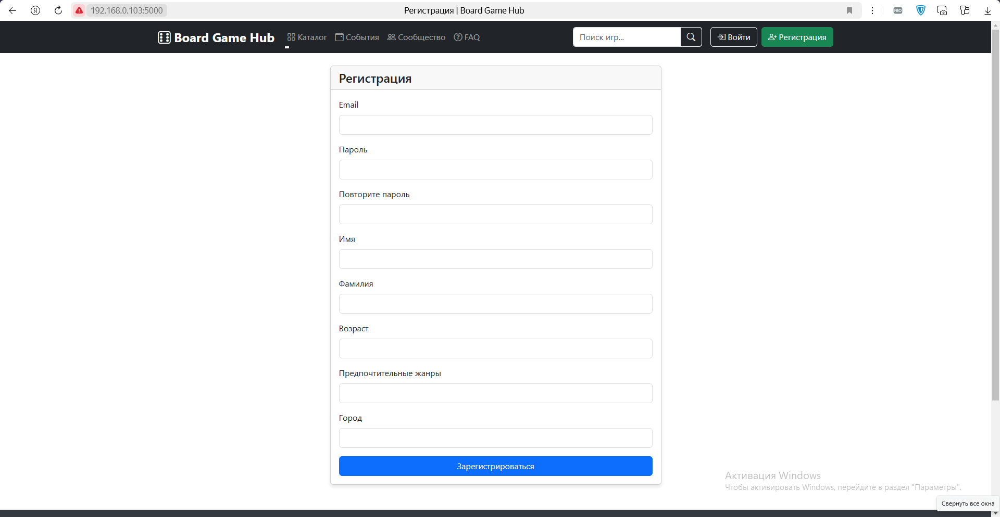 192.168.0.103:5000
Регистрация | Board Game Hub
NEO
Board Game Hub
Каталог
События
Сообщество
FAQ
Поиск игр...
Войти
Регистрация
Регистрация
Email
Пароль
Повторите пароль
Имя
Фамилия
Возраст
Предпочтительные жанры
Город
Зарегистрироваться
Активация Windows
Чтобы активировать Windows, перейдите в раздел "Параметры".
Свернуть все окна